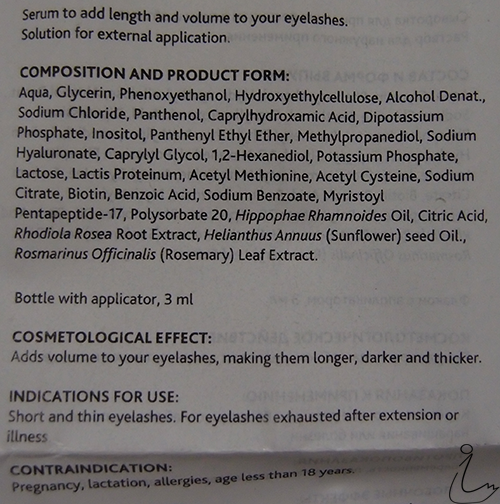 Serum to add length and volume to your eyelashes.
Solution for external application.
COMPOSITION AND PRODUCT FORM:
Aqua, Glycerin, Phenoxyethanol, Hydroxyethylcellulose, Alcohol Denat.,
Sodium Chloride, Panthenol, Caprylhydroxamic Acid, Dipotassium
Phosphate, Inositol, Panthenyl Ethyl Ether, Methylpropanediol, Sodium
Hyaluronate, Caprylyl Glycol, 1,2-Hexanediol, Potassium Phosphate,
Lactose, Lactis Proteinum, Acetyl Methionine, Acetyl Cysteine, Sodium
Citrate, Biotin, Benzoic Acid, Sodium Benzoate, Myristoyl
Pentapeptide-17, Polysorbate 20, Hippophae Rhamnoides Oil, Citric Acid,
Rhodiola Rosea Root Extract, Helianthus Annuus (Sunflower) seed Oil.,
Rosmarinus Officinalis (Rosemary) Leaf Extract.
Bottle with applicator, 3 ml
COSMETOLOGICAL EFFECT:
Adds volume to your eyelashes, making them longer, darker and thicker.
INDICATIONS FOR USE:
Short and thin eyelashes. For eyelashes exhausted after extension or
illness
CONTRAINDICATION:
Pregnancy, lactation, allergies, age less than 18 years.